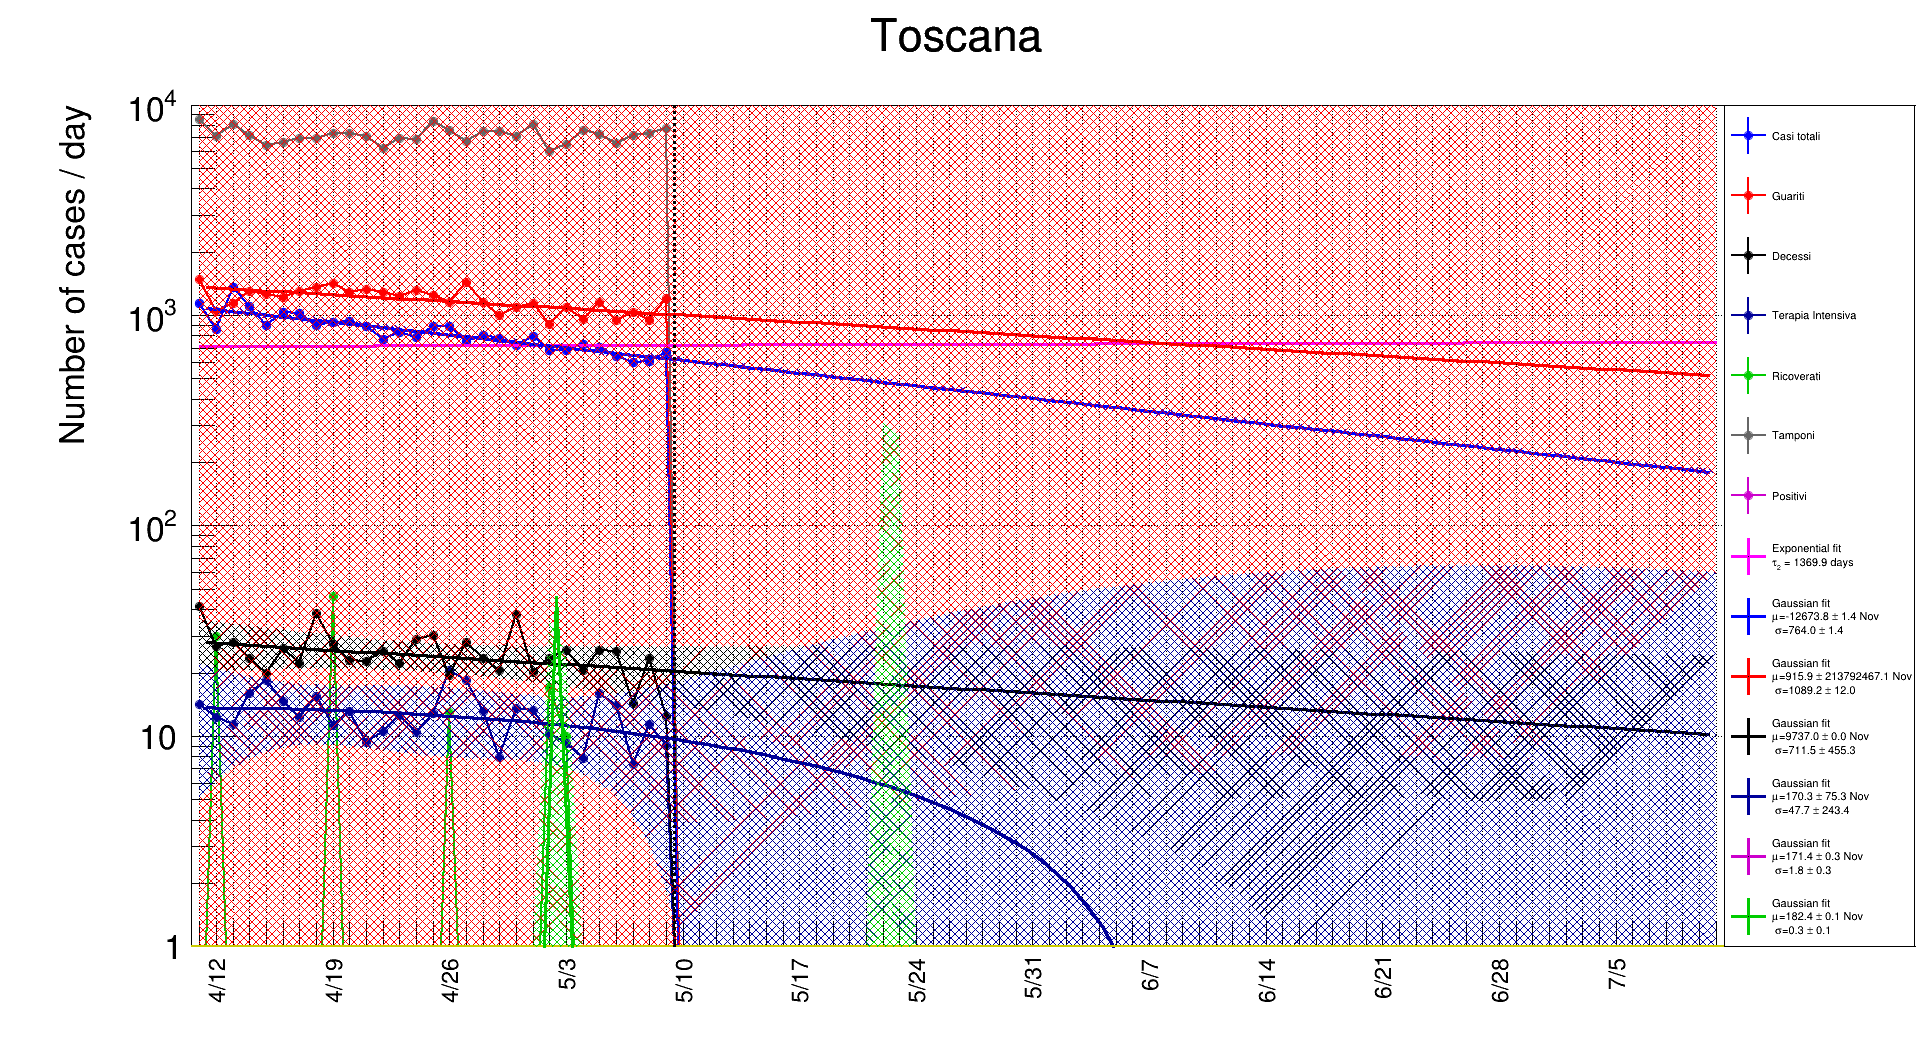 Toscana
Number of cases / day
10^4
10^3
10^2
10
1
4/12
4/19
4/26
5/3
5/10
5/17
5/24
5/31
6/7
6/14
6/21
6/28
7/5
Casi totali
Guariti
Decessi
Terapia Intensiva
Ricoverati
Tamponi
Positivi
Exponential fit
τ₂ = 1369.9 days
Gaussian fit
μ=-12673.8 ± 1.4 Nov
σ=764.0 ± 1.4
Gaussian fit
μ=915.9 ± 213792467.1 Nov
σ=1089.2 ± 12.0
Gaussian fit
μ=9737.0 ± 0.0 Nov
σ=711.5 ± 455.3
Gaussian fit
μ=170.3 ± 75.3 Nov
σ=47.7 ± 243.4
Gaussian fit
μ=171.4 ± 0.3 Nov
σ=1.8 ± 0.3
Gaussian fit
μ=182.4 ± 0.1 Nov
σ=0.3 ± 0.1